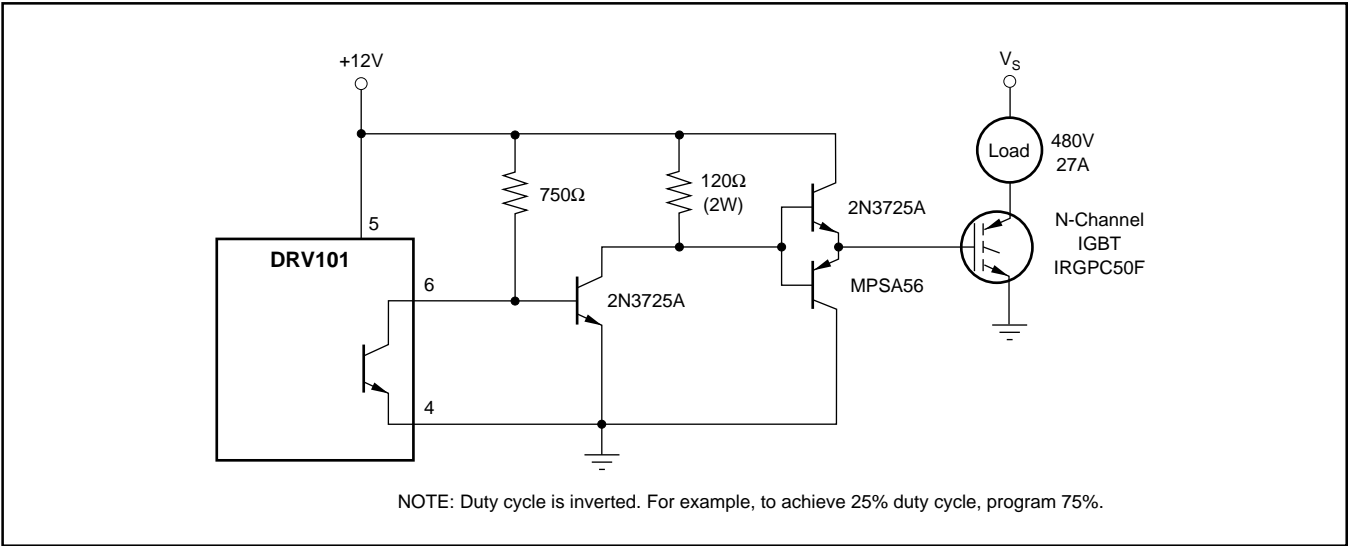 +12V
V_S
Load
480V
27A
750Ω
120Ω
(2W)
2N3725A
N-Channel
IGBT
IRGPC50F
5
DRV101
6
2N3725A
MPSA56
4
NOTE: Duty cycle is inverted. For example, to achieve 25% duty cycle, program 75%.